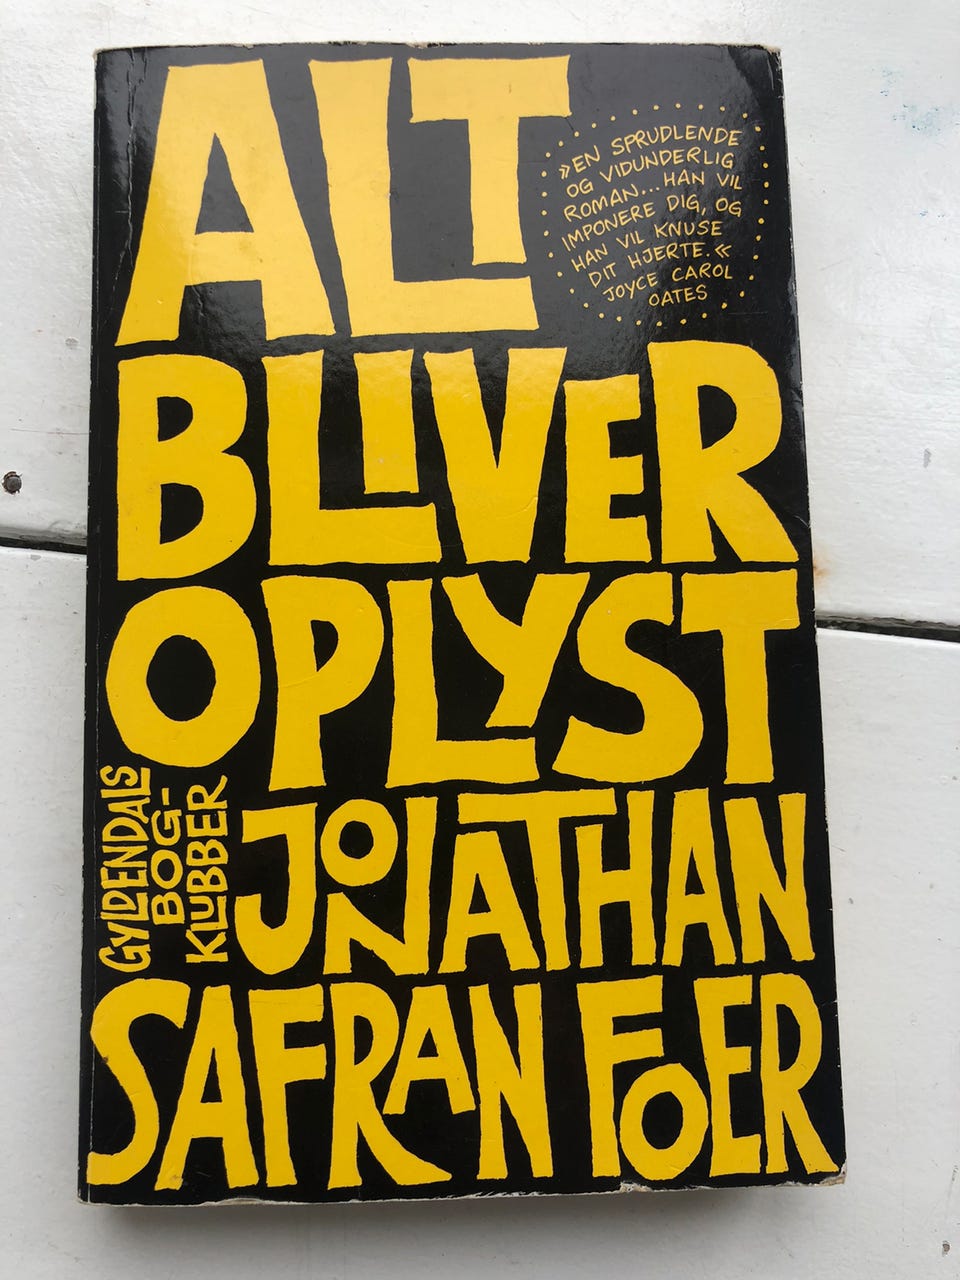 ALT
»EN SPRUDLENDE
OG VIDUNDERLIG
ROMAN... HAN VIL
IMPONERE DIG, OG
HAN VIL KNUSE
DIT HJERTE.«
JOYCE CAROL
OATES
BLIVER
OPLYST
GYLDENDALS
BOG-
KLUBBER
JONATHAN
SAFRAN FOER